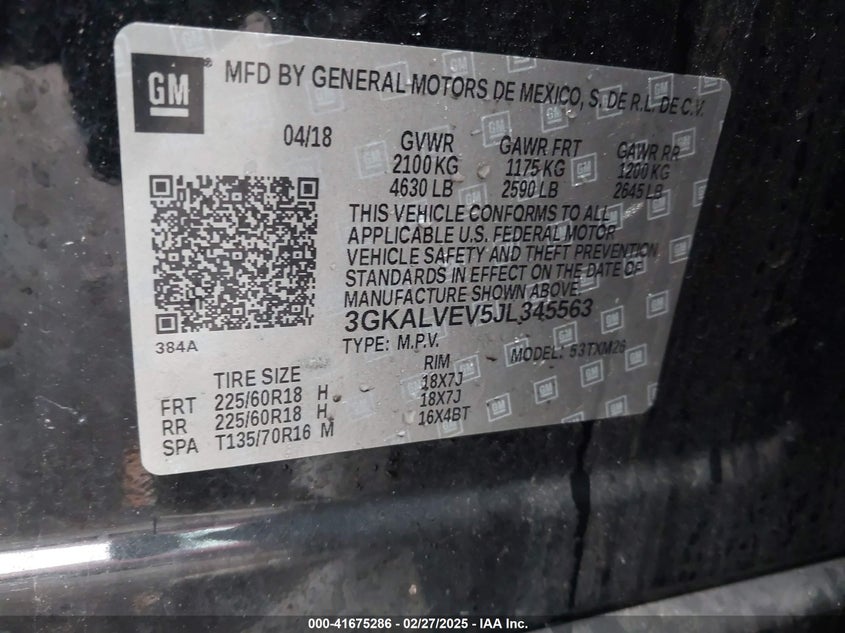 GM
MFD BY GENERAL MOTORS DE MEXICO, S. DE R.L. DE C.V.
04/18 GVWR GAWR FRT GAWR RR
2100 KG 1175 KG 1200 KG
4630 LB 2590 LB 2645 LB
THIS VEHICLE CONFORMS TO ALL
APPLICABLE U.S. FEDERAL MOTOR
VEHICLE SAFETY AND THEFT PREVENTION
STANDARDS IN EFFECT ON THE DATE OF
MANUFACTURE SHOWN ABOVE
3GKALVEV5JL345563
384A
TYPE: M.P.V. MODEL: 53TXM26
TIRE SIZE RIM
FRT 225/60R18 H 18X7J
RR 225/60R18 H 18X7J
SPA T135/70R16 M 16X4BT
000-41675286 - 02/27/2025 - IAA Inc.